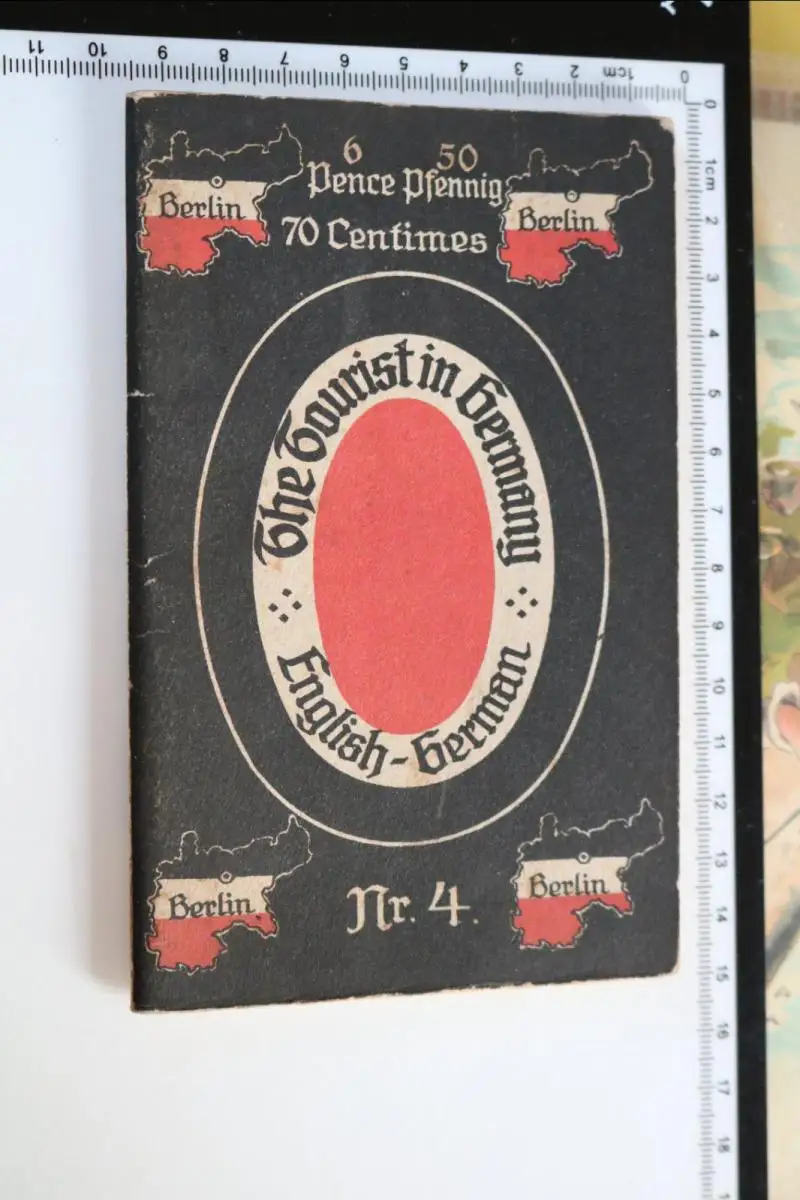 11 10 9 8 7 6 5 4 3 2 1cm 0
0 1cm 2 3 4 5 6 7 8 9 10 11 12 13 14 15 16 17 18
6 50
Pence Pfennig
70 Centimes
Berlin
Berlin
The Tourist in Germany
English-German
Berlin
Nr. 4.
Berlin